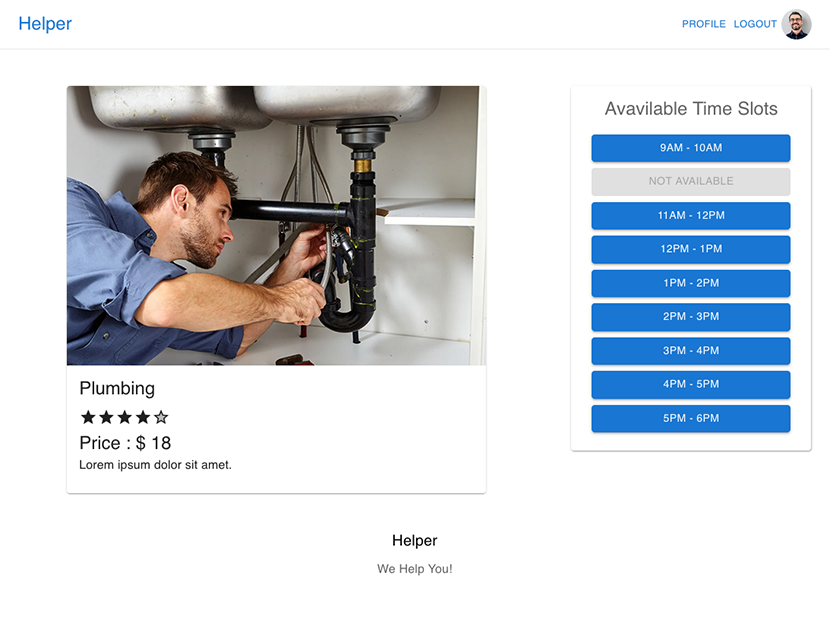 Helper
PROFILE LOGOUT
Avavilable Time Slots
9AM - 10AM
NOT AVAILABLE
11AM - 12PM
12PM - 1PM
1PM - 2PM
2PM - 3PM
3PM - 4PM
4PM - 5PM
5PM - 6PM
Plumbing
Price : $ 18
Lorem ipsum dolor sit amet.
Helper
We Help You!